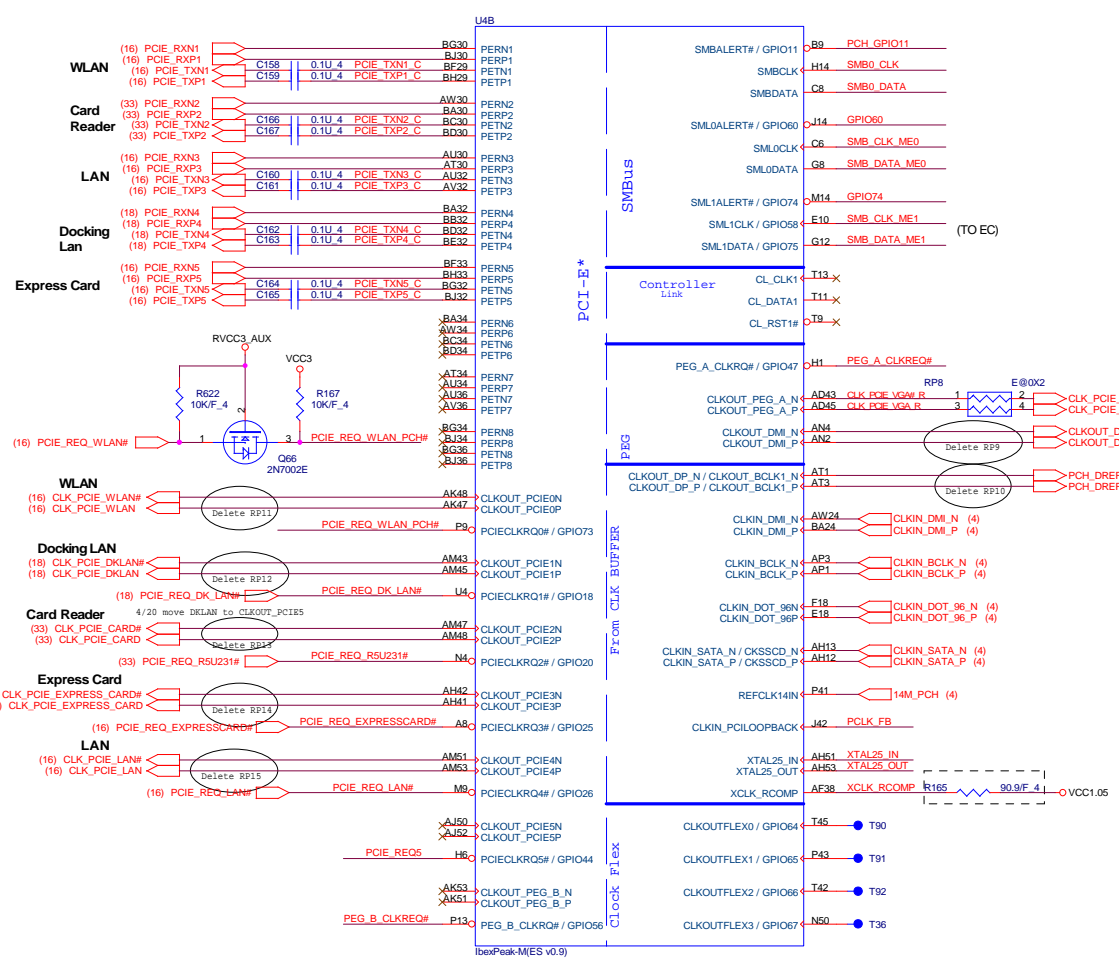 U4B
WLAN
(16) PCIE_RXN1 BG30 PERN1
(16) PCIE_RXP1 BJ30 PERP1
(16) PCIE_TXN1 C158 0.1U_4 PCIE_TXN1_C BF29 PETN1
(16) PCIE_TXP1 C159 0.1U_4 PCIE_TXP1_C BH29 PETP1
Card
Reader
(33) PCIE_RXN2 AW30 PERN2
(33) PCIE_RXP2 BA30 PERP2
(33) PCIE_TXN2 C166 0.1U_4 PCIE_TXN2_C BC30 PETN2
(33) PCIE_TXP2 C167 0.1U_4 PCIE_TXP2_C BD30 PETP2
LAN
(16) PCIE_RXN3 AU30 PERN3
(16) PCIE_RXP3 AT30 PERP3
(16) PCIE_TXN3 C160 0.1U_4 PCIE_TXN3_C AU32 PETN3
(16) PCIE_TXP3 C161 0.1U_4 PCIE_TXP3_C AV32 PETP3
Docking
Lan
(18) PCIE_RXN4 BA32 PERN4
(18) PCIE_RXP4 BB32 PERP4
(18) PCIE_TXN4 C162 0.1U_4 PCIE_TXN4_C BD32 PETN4
(18) PCIE_TXP4 C163 0.1U_4 PCIE_TXP4_C BE32 PETP4
Express Card
(16) PCIE_RXN5 BF33 PERN5
(16) PCIE_RXP5 BH33 PERP5
(16) PCIE_TXN5 C164 0.1U_4 PCIE_TXN5_C BG32 PETN5
(16) PCIE_TXP5 C165 0.1U_4 PCIE_TXP5_C BJ32 PETP5
BA34 PERN6
AW34 PERP6
BC34 PETN6
BD34 PETP6
AT34 PERN7
AU34 PERP7
AU36 PETN7
AV36 PETP7
BG34 PERN8
BJ34 PERP8
BG36 PETN8
BJ36 PETP8
RVCC3_AUX
VCC3
R622
10K/F_4
R167
10K/F_4
2
(16) PCIE_REQ_WLAN# 1 3 PCIE_REQ_WLAN_PCH#
Q66
2N7002E
WLAN
(16) CLK_PCIE_WLAN# AK48 CLKOUT_PCIE0N
(16) CLK_PCIE_WLAN AK47 CLKOUT_PCIE0P
Delete RP11
PCIE_REQ_WLAN_PCH# P9 PCIECLKRQ0# / GPIO73
Docking LAN
(18) CLK_PCIE_DKLAN# AM43 CLKOUT_PCIE1N
(18) CLK_PCIE_DKLAN AM45 CLKOUT_PCIE1P
Delete RP12
(18) PCIE_REQ_DK_LAN# PCIE_REQ_DK_LAN# U4 PCIECLKRQ1# / GPIO18
4/20 move DKLAN to CLKOUT_PCIE5
Card Reader
(33) CLK_PCIE_CARD# AM47 CLKOUT_PCIE2N
(33) CLK_PCIE_CARD AM48 CLKOUT_PCIE2P
Delete RP13
(33) PCIE_REQ_R5U231# PCIE_REQ_R5U231# N4 PCIECLKRQ2# / GPIO20
Express Card
CLK_PCIE_EXPRESS_CARD# AH42 CLKOUT_PCIE3N
) CLK_PCIE_EXPRESS_CARD AH41 CLKOUT_PCIE3P
Delete RP14
(16) PCIE_REQ_EXPRESSCARD# PCIE_REQ_EXPRESSCARD# A8 PCIECLKRQ3# / GPIO25
LAN
(16) CLK_PCIE_LAN# AM51 CLKOUT_PCIE4N
(16) CLK_PCIE_LAN AM53 CLKOUT_PCIE4P
Delete RP15
(16) PCIE_REQ_LAN# PCIE_REQ_LAN# M9 PCIECLKRQ4# / GPIO26
AJ50 CLKOUT_PCIE5N
AJ52 CLKOUT_PCIE5P
PCIE_REQ5 H6 PCIECLKRQ5# / GPIO44
AK53 CLKOUT_PEG_B_N
AK51 CLKOUT_PEG_B_P
PEG_B_CLKREQ# P13 PEG_B_CLKRQ# / GPIO56
IbexPeak-M(ES v0.9)
PCI-E*
SMBus
SMBALERT# / GPIO11 B9 PCH_GPIO11
SMBCLK H14 SMB0_CLK
SMBDATA C8 SMB0_DATA
SML0ALERT# / GPIO60 J14 GPIO60
SML0CLK C6 SMB_CLK_ME0
SML0DATA G8 SMB_DATA_ME0
SML1ALERT# / GPIO74 M14 GPIO74
SML1CLK / GPIO58 E10 SMB_CLK_ME1
(TO EC)
SML1DATA / GPIO75 G12 SMB_DATA_ME1
Controller
Link
CL_CLK1 T13
CL_DATA1 T11
CL_RST1# T9
PEG
PEG_A_CLKRQ# / GPIO47 H1 PEG_A_CLKREQ#
RP8 E@0X2
CLKOUT_PEG_A_N AD43 CLK_PCIE_VGA#_R 1 2 CLK_PCIE_
CLKOUT_PEG_A_P AD45 CLK_PCIE_VGA_R 3 4 CLK_PCIE_
CLKOUT_DMI_N AN4 CLKOUT_D
CLKOUT_DMI_P AN2 CLKOUT_D
Delete RP9
CLKOUT_DP_N / CLKOUT_BCLK1_N AT1 PCH_DREF
CLKOUT_DP_P / CLKOUT_BCLK1_P AT3 PCH_DREF
Delete RP10
From CLK BUFFER
CLKIN_DMI_N AW24 CLKIN_DMI_N (4)
CLKIN_DMI_P BA24 CLKIN_DMI_P (4)
CLKIN_BCLK_N AP3 CLKIN_BCLK_N (4)
CLKIN_BCLK_P AP1 CLKIN_BCLK_P (4)
CLKIN_DOT_96N F18 CLKIN_DOT_96_N (4)
CLKIN_DOT_96P E18 CLKIN_DOT_96_P (4)
CLKIN_SATA_N / CKSSCD_N AH13 CLKIN_SATA_N (4)
CLKIN_SATA_P / CKSSCD_P AH12 CLKIN_SATA_P (4)
REFCLK14IN P41 14M_PCH (4)
CLKIN_PCILOOPBACK J42 PCLK_FB
XTAL25_IN AH51 XTAL25_IN
XTAL25_OUT AH53 XTAL25_OUT
XCLK_RCOMP AF38 XCLK_RCOMP R165 90.9/F_4 VCC1.05
Clock Flex
CLKOUTFLEX0 / GPIO64 T45 T90
CLKOUTFLEX1 / GPIO65 P43 T91
CLKOUTFLEX2 / GPIO66 T42 T92
CLKOUTFLEX3 / GPIO67 N50 T36